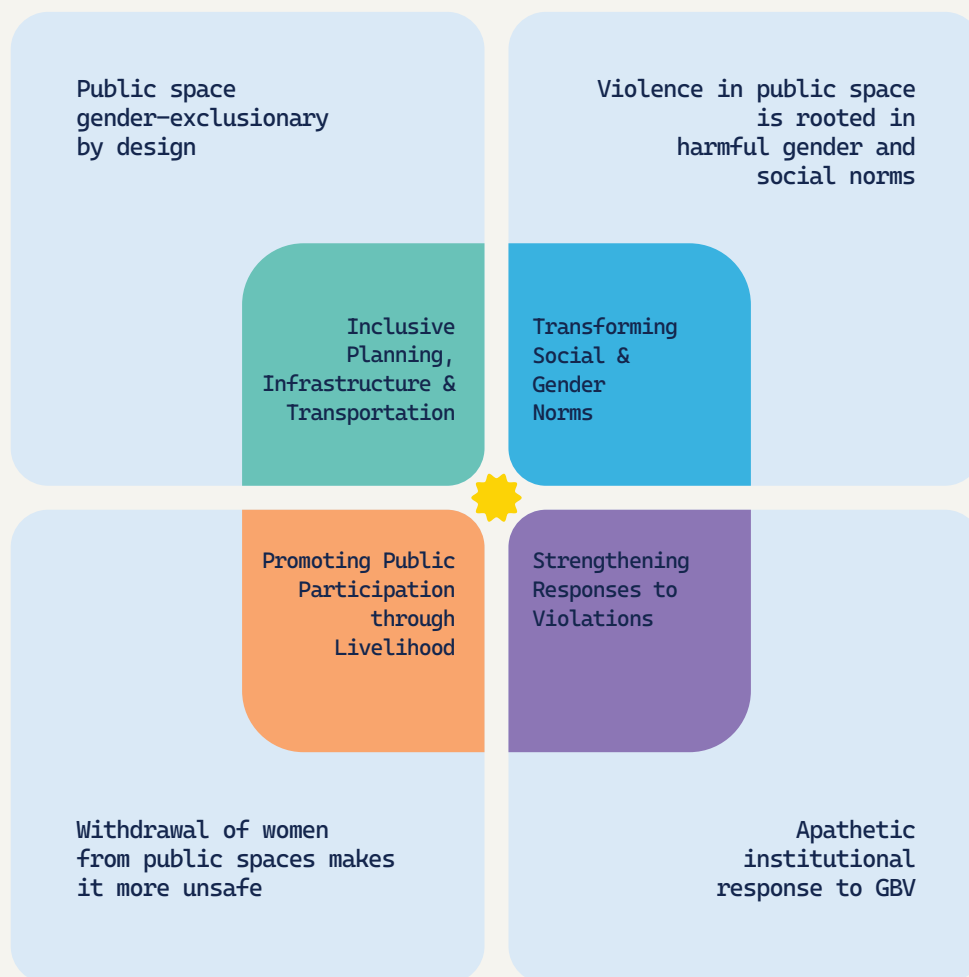 Public space
gender-exclusionary
by design
Violence in public space
is rooted in
harmful gender and
social norms
Inclusive
Planning,
Infrastructure &
Transportation
Transforming
Social &
Gender
Norms
Promoting Public
Participation
through
Livelihood
Strengthening
Responses to
Violations
Withdrawal of women
from public spaces makes
it more unsafe
Apathetic
institutional
response to GBV